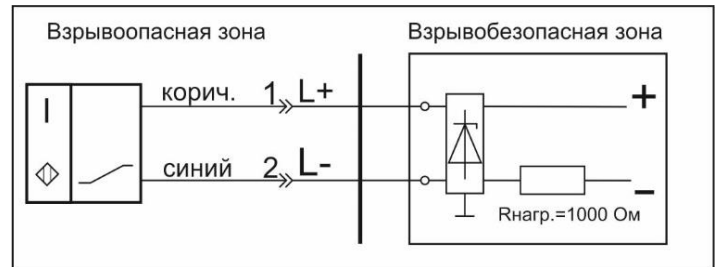 Взрывоопасная зона
Взрывобезопасная зона
I
корич. 1 L+
+
синий 2 L-
–
Rнагр.=1000 Ом